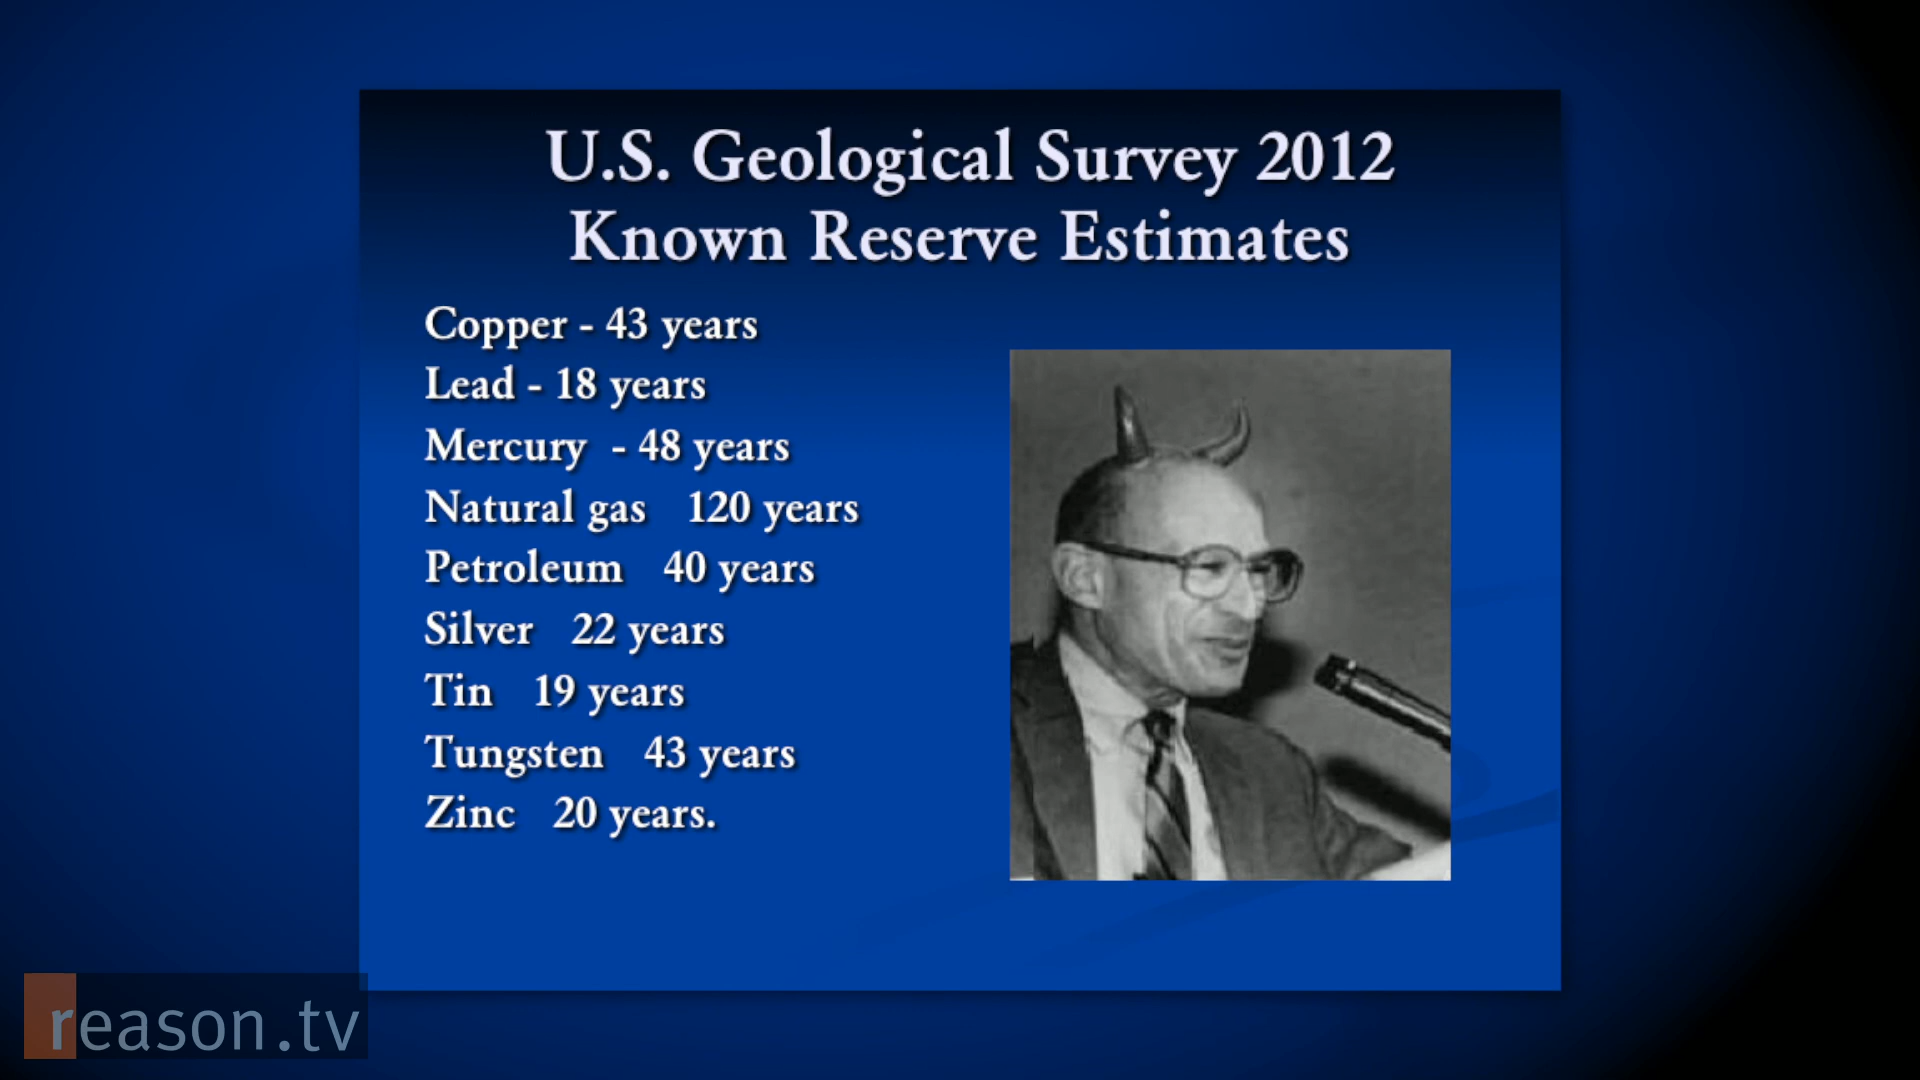 U.S. Geological Survey 2012
Known Reserve Estimates
Copper - 43 years
Lead - 18 years
Mercury - 48 years
Natural gas 120 years
Petroleum 40 years
Silver 22 years
Tin 19 years
Tungsten 43 years
Zinc 20 years.
reason.tv